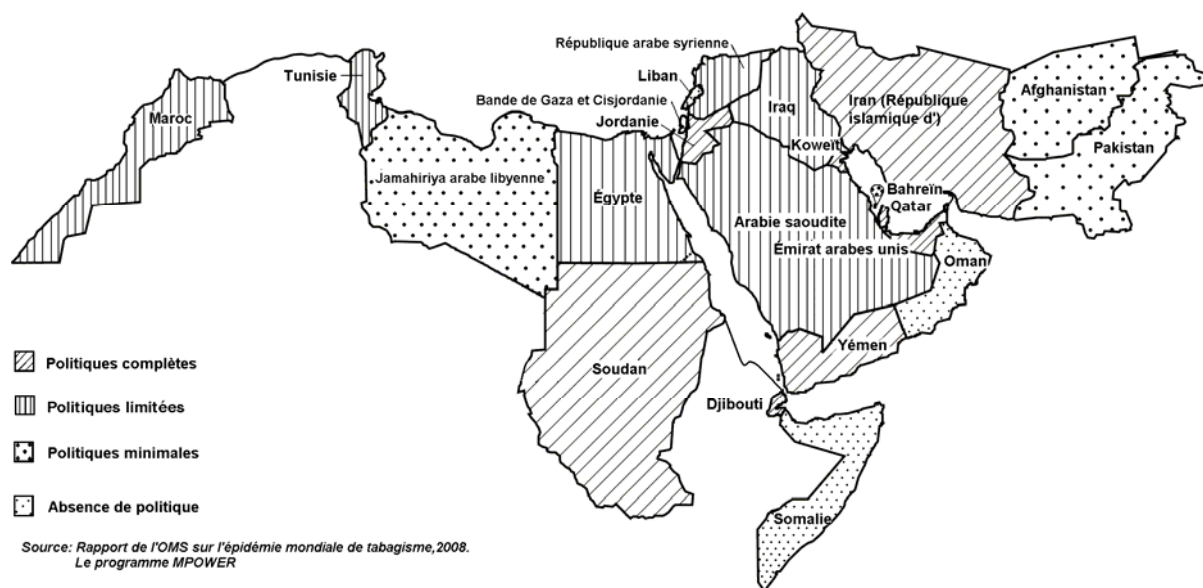 République arabe syrienne
Tunisie
Liban
Maroc
Bande de Gaza et Cisjordanie
Jordanie
Iraq
Iran (République
islamique d')
Afghanistan
Koweït
Pakistan
Jamahiriya arabe libyenne
Égypte
Bahreïn
Qatar
Arabie saoudite
Émirat arabes unis
Oman
Yémen
Soudan
Djibouti
Somalie
Politiques complètes
Politiques limitées
Politiques minimales
Absence de politique
Source: Rapport de l'OMS sur l'épidémie mondiale de tabagisme,2008.
Le programme MPOWER